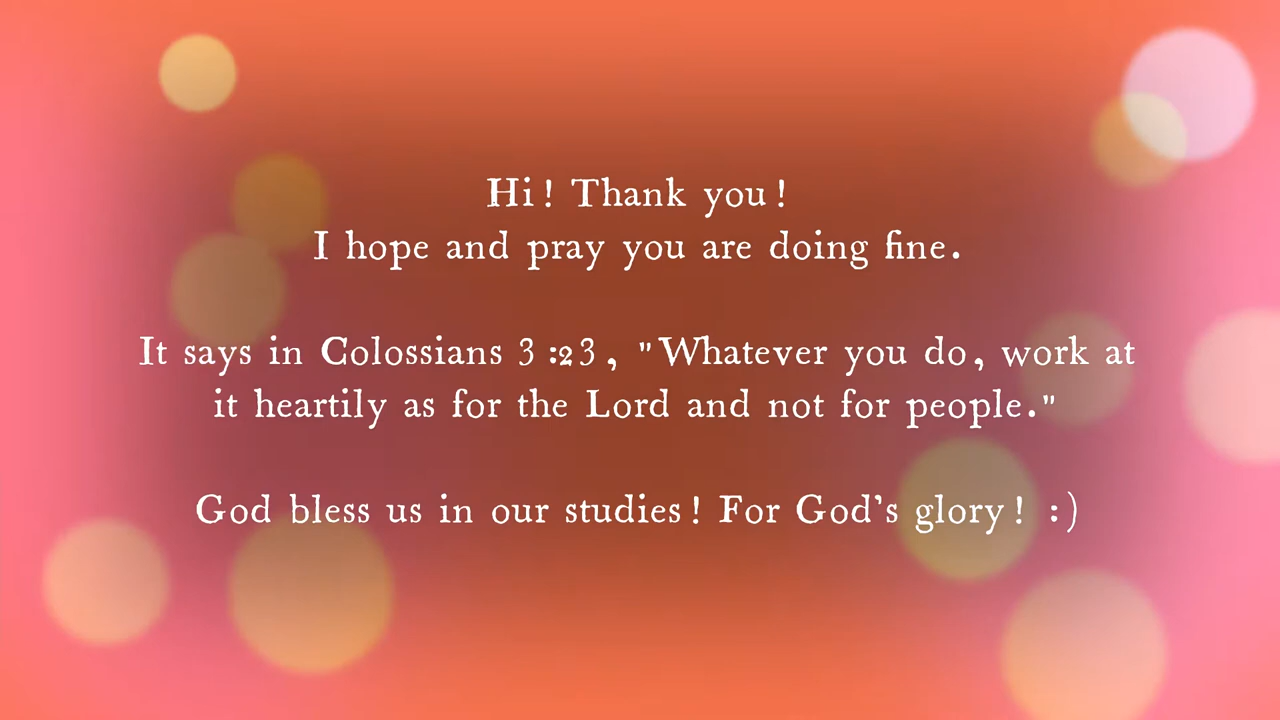 Hi! Thank you!
I hope and pray you are doing fine.
It says in Colossians 3:23, "Whatever you do, work at
it heartily as for the Lord and not for people."
God bless us in our studies! For God's glory! :)